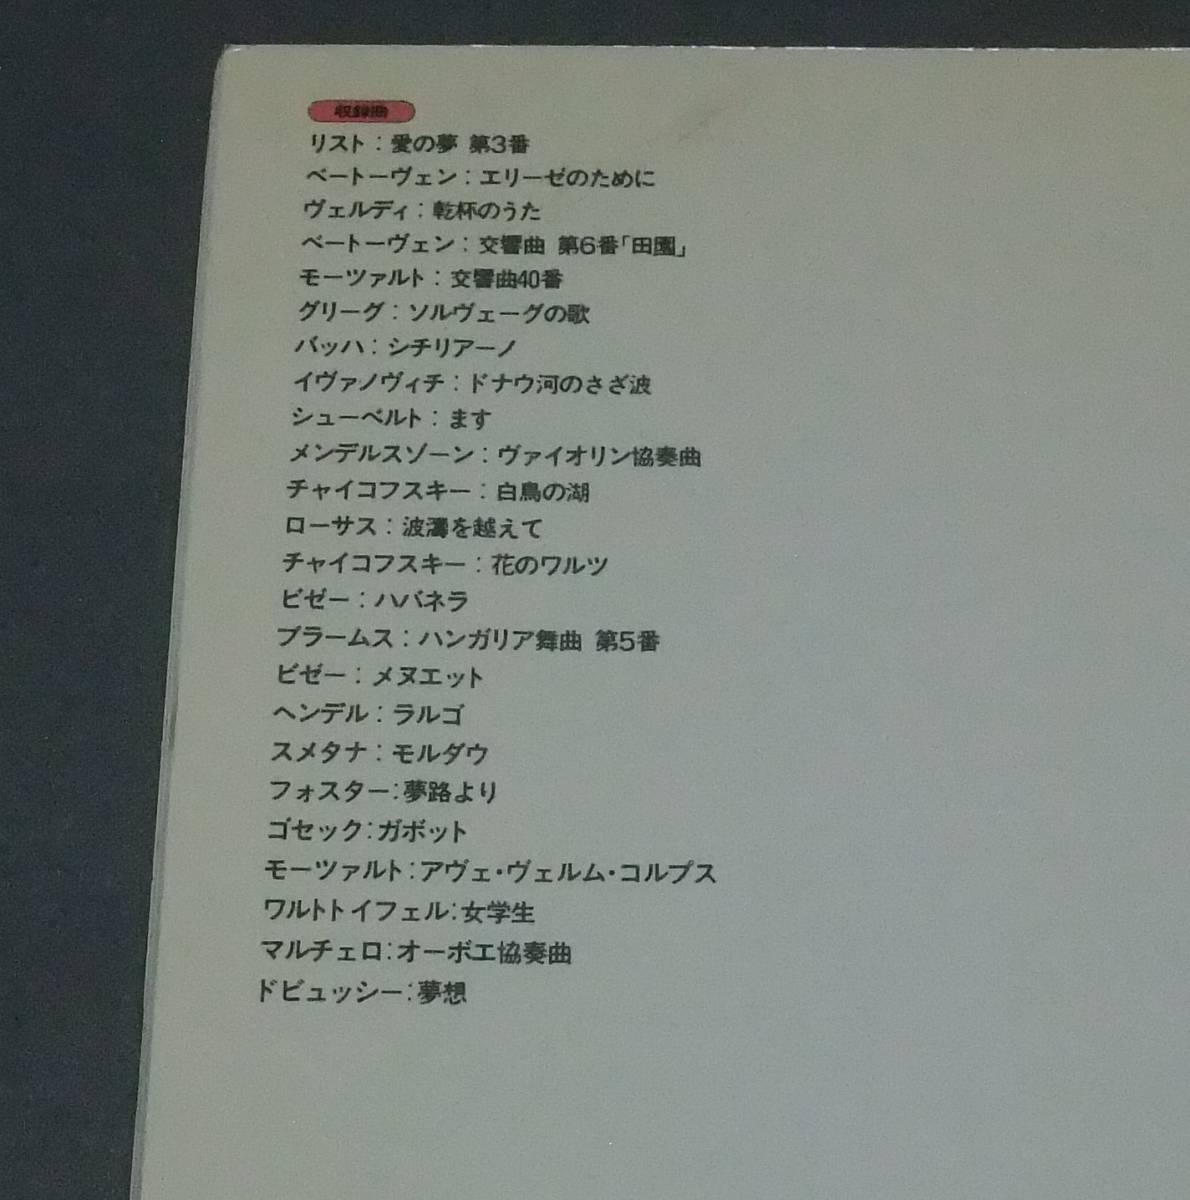 収録曲
リスト：愛の夢 第3番
ベートーヴェン：エリーゼのために
ヴェルディ：乾杯のうた
ベートーヴェン：交響曲 第6番「田園」
モーツァルト：交響曲40番
グリーグ：ソルヴェーグの歌
バッハ：シチリアーノ
イヴァノヴィチ：ドナウ河のさざ波
シューベルト：ます
メンデルスゾーン：ヴァイオリン協奏曲
チャイコフスキー：白鳥の湖
ローサス：波濤を越えて
チャイコフスキー：花のワルツ
ビゼー：ハバネラ
ブラームス：ハンガリア舞曲 第5番
ビゼー：メヌエット
ヘンデル：ラルゴ
スメタナ：モルダウ
フォスター：夢路より
ゴセック：ガボット
モーツァルト：アヴェ・ヴェルム・コルプス
ワルトトイフェル：女学生
マルチェロ：オーボエ協奏曲
ドビュッシー：夢想